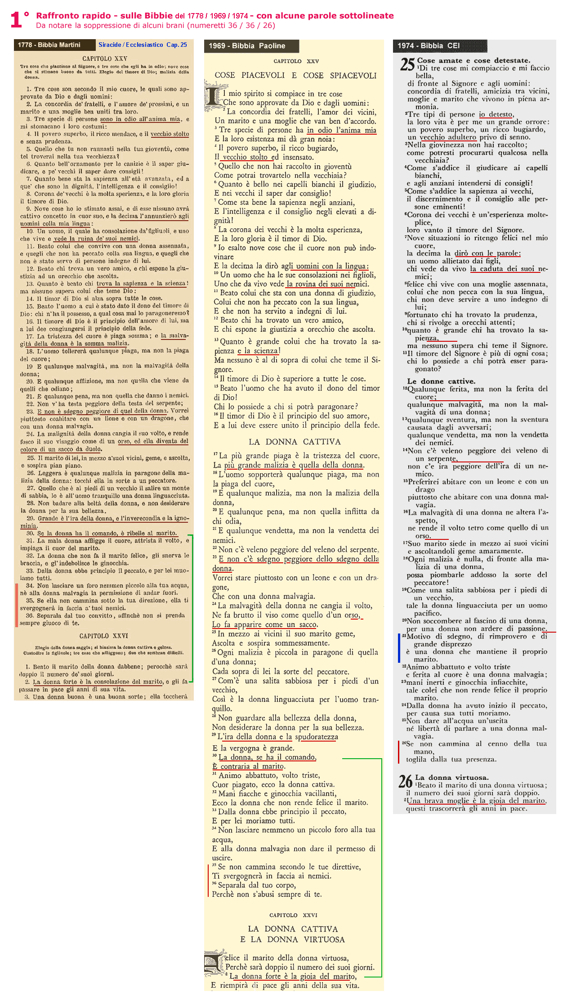 1° Raffronto rapido - sulle Bibbie del 1778 / 1969 / 1974 - con alcune parole sottolineate
Da notare la soppressione di alcuni brani (numeretti 36 / 36 / 26)
1778 - Bibbia Martini
Siracide / Ecclesiastico Cap. 25
CAPITOLO XXV
Tre cose che piacciono al Signore, e tre cose che egli ha in odio; nove cose
che si stimano buone da tutti. Elogio del timore di Dio; malizia della
donna.
1. Tre cose son secondo il mio cuore, le quali sono ap-
provate da Dio e dagli uomini:
2. La concordia de' fratelli, e l'amore de' prossimi, e un
marito e una moglie ben uniti tra loro.
3. Tre specie di persone sono in odio all'anima mia, e
mi stomacano i loro costumi:
4. Il povero superbo, il ricco mendace, e il vecchio stolto
e senza prudenza.
5. Quello che tu non raunasti nella tua gioventù, come
tel troverai nella tua vecchiezza?
6. Quanto bell'ornamento per le canizie è il saper giu-
dicare, e pe' vecchi il saper dare consigli!
7. Quanto bene sta la sapienza all'età avanzata, ed a
que' che sono in dignità, l'intelligenza e il consiglio!
8. Corona de' vecchi è la molta sperienza, e la loro gloria
il timore di Dio.
9. Nove cose ho io stimato assai, e di esse nissuno avrà
cattivo concetto in cuor suo, e la decima l'annunzierò agli
uomini colla mia lingua:
10. Un uomo, il quale ha consolazione da' figliuoli, e uno
che vive e vede la ruina de' suoi nemici.
11. Beato colui che convive con una donna assennata,
e quegli che non ha peccato colla sua lingua, e quegli che
non è stato servo di persone indegne di lui.
12. Beato chi trova un vero amico, e chi espone la giu-
stizia ad un orecchio che ascolta.
13. Quanto è beato chi trova la sapienza e la scienza!
ma nissuno supera colui che teme Dio:
14. Il timor di Dio si alza sopra tutte le cose.
15. Beato l'uomo a cui è stato dato il dono del timore di
Dio: chi n'ha il possesso, a qual cosa mai lo paragoneremo?
16. Il timore di Dio è il principio dell'amore di lui, ma
a lui dee congiungersi il principio della fede.
17. La tristezza del cuore è piaga somma; e la malva-
gità della donna è la somma malizia.
18. L'uomo tollererà qualunque piaga, ma non la piaga
del cuore;
19 E qualunque malvagità, ma non la malvagità della
donna;
20. E qualunque afflizione, ma non quella che viene da
quelli che odiano;
21. E qualunque pena, ma non quella che danno i nemici.
22. Non v'ha testa peggiore della testa del serpente;
23. E non è sdegno peggiore di quel della donna. Vorrei
piuttosto coabitare con un lione e con un dragone, che
con una donna malvagia.
24. La malignità della donna cangia il suo volto, e rende
fosco il suo visaggio come di un orso, ed ella diventa del
colore di un sacco da duolo.
25. Il marito di lei, in mezzo a' suoi vicini, geme, e ascolta,
e sospira pian piano.
26. Leggera è qualunque malizia in paragone della ma-
lizia della donna: tocchi ella in sorte a un peccatore.
27. Quello che è ai piedi di un vecchio il salire un monte
di sabbia, lo è all'uomo tranquillo una donna linguacciuta.
28. Non badare alla beltà della donna, e non desiderare
la donna per la sua bellezza.
29. Grande è l'ira della donna, e l'inverecondia e la igno-
minia.
30. Se la donna ha il comando, è ribelle al marito.
31. La mala donna affligge il cuore, attrista il volto, e
impiaga il cuor del marito.
32. La donna che non fa il marito felice, gli snerva le
braccia, e gl'indebolisce le ginocchia.
33. Dalla donna ebbe principio il peccato, e per lei muo-
iamo tutti.
34. Non lasciare un foro nemmen piccolo alla tua acqua,
nè alla donna malvagia la permissione di andar fuori.
35. Se ella non cammina sotto la tua direzione, ella ti
svergognerà in faccia a' tuoi nemici.
36. Separala dal tuo convitto, affinchè non si prenda
sempre giuoco di te.
CAPITOLO XXVI
Elogio della donna saggia; si biasima la donna cattiva e gelosa.
Custodire le figliuole; tre cose che affliggono; due che sembran difficili.
1. Beato il marito della donna dabbene; perocchè sarà
doppio il numero de' suoi giorni.
2. La donna forte è la consolazione del marito, e gli fa
passare in pace gli anni di sua vita.
3. Una donna buona è una buona sorte; ella toccherà
1969 - Bibbia Paoline
CAPITOLO XXV
COSE PIACEVOLI E COSE SPIACEVOLI
Il mio spirito si compiace in tre cose
Che sono approvate da Dio e dagli uomini:
2 La concordia dei fratelli, l'amor dei vicini,
Un marito e una moglie che van ben d'accordo.
3 Tre specie di persone ha in odio l'anima mia
E la loro esistenza mi dà gran noia:
4 Il povero superbo, il ricco bugiardo,
Il vecchio stolto ed insensato.
5 Quello che non hai raccolto in gioventù
Come potrai trovartelo nella vecchiaia?
6 Quanto è bello nei capelli bianchi il giudizio,
E nei vecchi il saper dar consiglio!
7 Come sta bene la sapienza negli anziani,
E l'intelligenza e il consiglio negli elevati a di-
gnità!
8 La corona dei vecchi è la molta esperienza,
E la loro gloria è il timor di Dio.
9 Io esalto nove cose che il cuore non può indo-
vinare
E la decima la dirò agli uomini con la lingua:
10 Un uomo che ha le sue consolazioni nei figlioli,
Uno che da vivo vede la rovina dei suoi nemici.
11 Beato colui che sta con una donna di giudizio,
Colui che non ha peccato con la sua lingua,
E che non ha servito a indegni di lui.
12 Beato chi ha trovato un vero amico,
E chi espone la giustizia a orecchio che ascolta.
13 Quanto è grande colui che ha trovato la sa-
pienza e la scienza!
Ma nessuno è al di sopra di colui che teme il Si-
gnore.
14 Il timore di Dio è superiore a tutte le cose.
15 Beato l'uomo che ha avuto il dono del timor
di Dio!
Chi lo possiede a chi si potrà paragonare?
16 Il timor di Dio è il principio del suo amore,
E a lui deve essere unito il principio della fede.
LA DONNA CATTIVA
17 La più grande piaga è la tristezza del cuore,
La più grande malizia è quella della donna.
18 L'uomo sopporterà qualunque piaga, ma non
la piaga del cuore,
19 E qualunque malizia, ma non la malizia della
donna,
20 E qualunque pena, ma non quella inflitta da
chi odia,
21 E qualunque vendetta, ma non la vendetta dei
nemici.
22 Non c'è veleno peggiore del veleno del serpente,
23 E non c'è sdegno peggiore dello sdegno della
donna.
Vorrei stare piuttosto con un leone e con un dra-
gone,
Che con una donna malvagia.
24 La malvagità della donna ne cangia il volto,
Ne fa brutto il viso come quello d'un orso,
Lo fa apparire come un sacco.
25 In mezzo ai vicini il suo marito geme,
Ascolta e sospira sommessamente.
26 Ogni malizia è piccola in paragone di quella
d'una donna;
Cada sopra di lei la sorte del peccatore.
27 Com'è una salita sabbiosa per i piedi d'un
vecchio,
Così è la donna linguacciuta per l'uomo tran-
quillo.
28 Non guardare alla bellezza della donna,
Non desiderare la donna per la sua bellezza.
29 L'ira della donna e la spudoratezza
E la vergogna è grande.
30 La donna, se ha il comando,
È contraria al marito.
31 Animo abbattuto, volto triste,
Cuor piagato, ecco la donna cattiva.
32 Mani fiacche e ginocchia vacillanti,
Ecco la donna che non rende felice il marito.
33 Dalla donna ebbe principio il peccato,
E per lei moriamo tutti.
34 Non lasciare nemmeno un piccolo foro alla tua
acqua,
E alla donna malvagia non dare il permesso di
uscire.
35 Se non cammina secondo le tue direttive,
Ti svergognerà in faccia ai nemici.
36 Separala dal tuo corpo,
Perchè non s'abusi sempre di te.
CAPITOLO XXVI
LA DONNA CATTIVA
E LA DONNA VIRTUOSA
elice il marito della donna virtuosa,
Perchè sarà doppio il numero dei suoi giorni.
2 La donna forte è la gioia del marito,
E riempirà di pace gli anni della sua vita.
1974 - Bibbia CEI
25 Cose amate e cose detestate.
1Di tre cose mi compiaccio e mi faccio
bella,
di fronte al Signore e agli uomini:
concordia di fratelli, amicizia tra vicini,
moglie e marito che vivono in piena ar-
monia.
2Tre tipi di persone io detesto,
la loro vita è per me un grande orrore:
un povero superbo, un ricco bugiardo,
un vecchio adultero privo di senno.
3Nella giovinezza non hai raccolto;
come potresti procurarti qualcosa nella
vecchiaia?
4Come s'addice il giudicare ai capelli
bianchi,
e agli anziani intendersi di consigli!
5Come s'addice la sapienza ai vecchi,
il discernimento e il consiglio alle per-
sone eminenti!
6Corona dei vecchi è un'esperienza molte-
plice,
loro vanto il timore del Signore.
7Nove situazioni io ritengo felici nel mio
cuore,
la decima la dirò con le parole:
un uomo allietato dai figli,
chi vede da vivo la caduta dei suoi ne-
mici;
8felice chi vive con una moglie assennata,
colui che non pecca con la sua lingua,
chi non deve servire a uno indegno di
lui;
9fortunato chi ha trovato la prudenza,
chi si rivolge a orecchi attenti;
10quanto è grande chi ha trovato la sa-
pienza,
ma nessuno supera chi teme il Signore.
11Il timore del Signore è più di ogni cosa;
chi lo possiede a chi potrà esser para-
gonato?
Le donne cattive.
12Qualunque ferita, ma non la ferita del
cuore;
qualunque malvagità, ma non la mal-
vagità di una donna;
13qualunque sventura, ma non la sventura
causata dagli avversari;
qualunque vendetta, ma non la vendetta
dei nemici.
14Non c'è veleno peggiore del veleno di
un serpente,
non c'e ira peggiore dell'ira di un ne-
mico.
15Preferirei abitare con un leone e con un
drago
piuttosto che abitare con una donna mal-
vagia.
16La malvagità di una donna ne altera l'a-
spetto,
ne rende il volto tetro come quello di un
orso.
17Suo marito siede in mezzo ai suoi vicini
e ascoltandoli geme amaramente.
18Ogni malizia è nulla, di fronte alla ma-
lizia di una donna,
possa piombarle addosso la sorte del
peccatore!
19Come una salita sabbiosa per i piedi di
un vecchio,
tale la donna linguacciuta per un uomo
pacifico.
20Non soccombere al fascino di una donna,
per una donna non ardere di passione.
21Motivo di sdegno, di rimprovero e di
grande disprezzo
è una donna che mantiene il proprio
marito.
22Animo abbattuto e volto triste
e ferita al cuore è una donna malvagia;
23mani inerti e ginocchia infiacchite,
tale colei che non rende felice il proprio
marito.
24Dalla donna ha avuto inizio il peccato,
per causa sua tutti moriamo.
25Non dare all'acqua un'uscita
né libertà di parlare a una donna mal-
vagia.
26Se non cammina al cenno della tua
mano,
toglila dalla tua presenza.
26 La donna virtuosa.
1Beato il marito di una donna virtuosa;
il numero dei suoi giorni sarà doppio.
2Una brava moglie è la gioia del marito,
questi trascorrerà gli anni in pace.